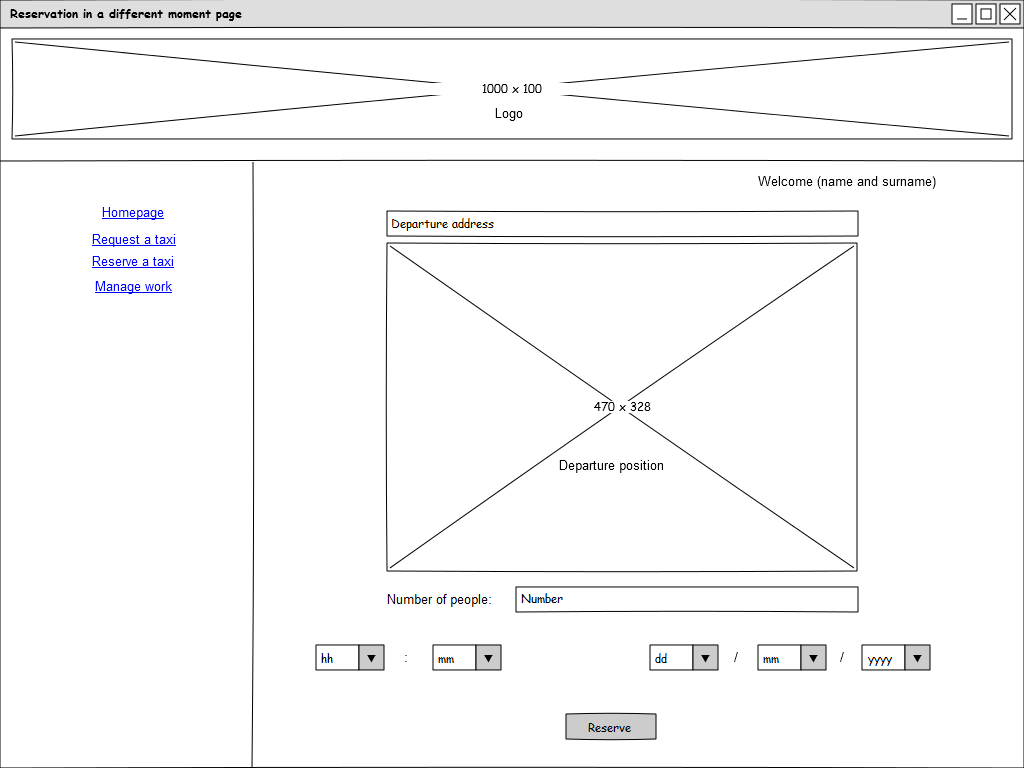 Reservation in a different moment page
1000 x 100
Logo
Welcome (name and surname)
Homepage
Request a taxi
Reserve a taxi
Manage work
Departure address
470 x 328
Departure position
Number of people: Number
hh : mm dd / mm / yyyy
Reserve